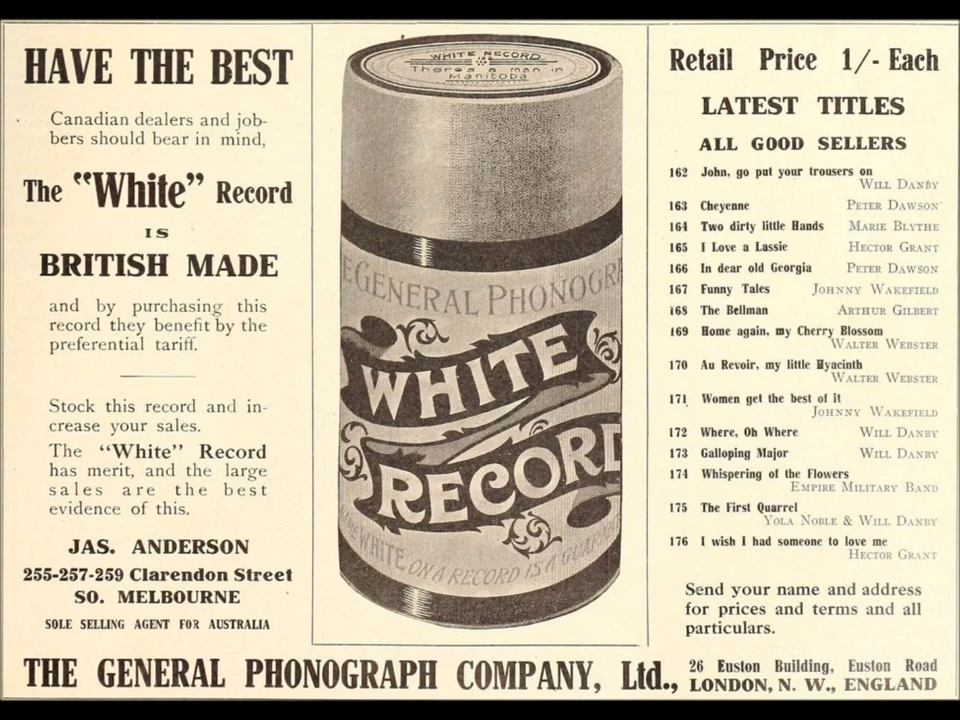 HAVE THE BEST
Canadian dealers and job-
bers should bear in mind,
The "White" Record
IS
BRITISH MADE
and by purchasing this
record they benefit by the
preferential tariff.
Stock this record and in-
crease your sales.
The "White" Record
has merit, and the large
sales are the best
evidence of this.
JAS. ANDERSON
255-257-259 Clarendon Street
SO. MELBOURNE
SOLE SELLING AGENT FOR AUSTRALIA
WHITE RECORD
There's a man in
Manitoba
GENERAL PHONOGR
WHITE
RECORD
WHITE ON A RECORD IS A GUARAN
Retail Price 1/- Each
LATEST TITLES
ALL GOOD SELLERS
162 John, go put your trousers on
WILL DANBY
163 Cheyenne PETER DAWSON
164 Two dirty little Hands MARIE BLYTHE
165 I Love a Lassie HECTOR GRANT
166 In dear old Georgia PETER DAWSON
167 Funny Tales JOHNNY WAKEFIELD
168 The Bellman ARTHUR GILBERT
169 Home again, my Cherry Blossom
WALTER WEBSTER
170 Au Revoir, my little Hyacinth
WALTER WEBSTER
171 Women get the best of it
JOHNNY WAKEFIELD
172 Where, Oh Where WILL DANBY
173 Galloping Major WILL DANBY
174 Whispering of the Flowers
EMPIRE MILITARY BAND
175 The First Quarrel
YOLA NOBLE & WILL DANBY
176 I wish I had someone to love me
HECTOR GRANT
Send your name and address
for prices and terms and all
particulars.
THE GENERAL PHONOGRAPH COMPANY, Ltd.,
26 Euston Building, Euston Road
LONDON, N. W., ENGLAND